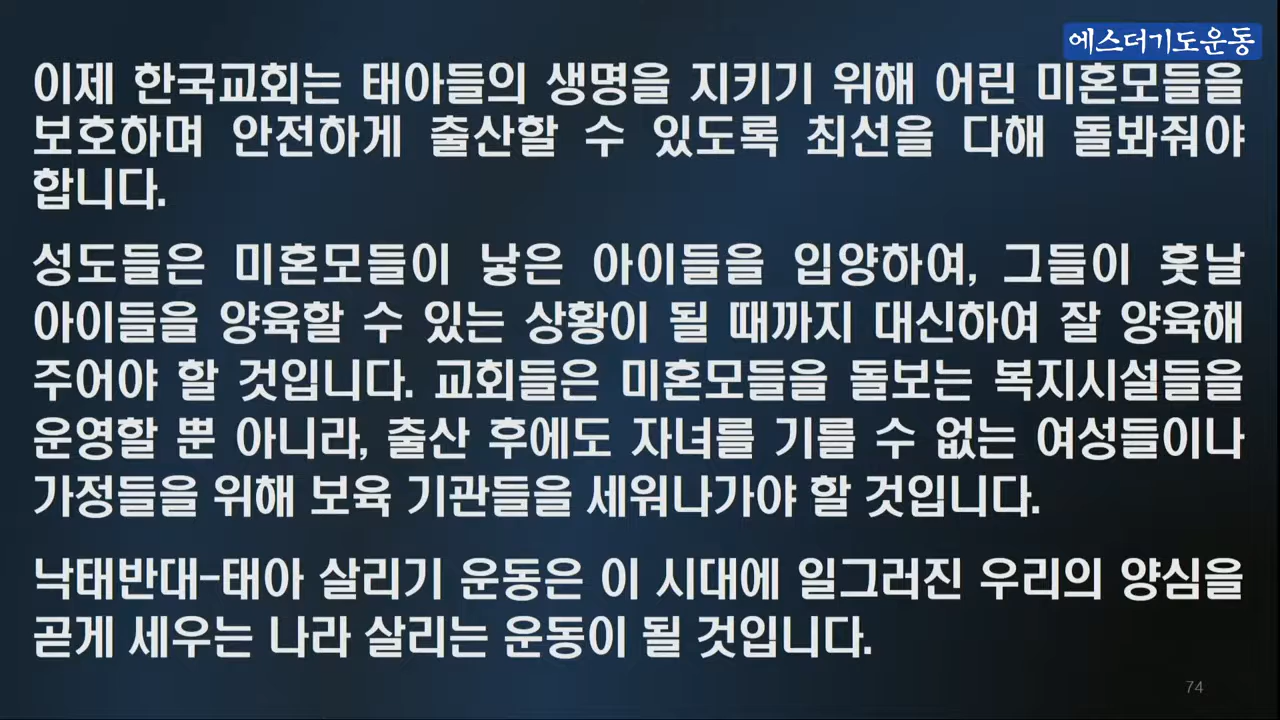 에스더기도운동
이제 한국교회는 태아들의 생명을 지키기 위해 어린 미혼모들을
보호하며 안전하게 출산할 수 있도록 최선을 다해 돌봐줘야
합니다.
성도들은 미혼모들이 낳은 아이들을 입양하여, 그들이 훗날
아이들을 양육할 수 있는 상황이 될 때까지 대신하여 잘 양육해
주어야 할 것입니다. 교회들은 미혼모들을 돌보는 복지시설들을
운영할 뿐 아니라, 출산 후에도 자녀를 기를 수 없는 여성들이나
가정들을 위해 보육 기관들을 세워나가야 할 것입니다.
낙태반대-태아 살리기 운동은 이 시대에 일그러진 우리의 양심을
곧게 세우는 나라 살리는 운동이 될 것입니다.
74